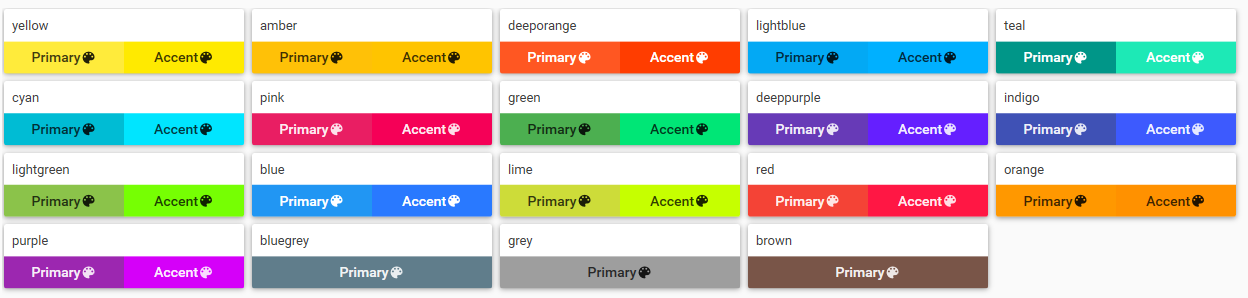 yellow amber deeporange lightblue teal
Primary Accent Primary Accent Primary Accent Primary Accent Primary Accent
cyan pink green deeppurple indigo
Primary Accent Primary Accent Primary Accent Primary Accent Primary Accent
lightgreen blue lime red orange
Primary Accent Primary Accent Primary Accent Primary Accent Primary Accent
purple bluegrey grey brown
Primary Accent Primary Primary Primary